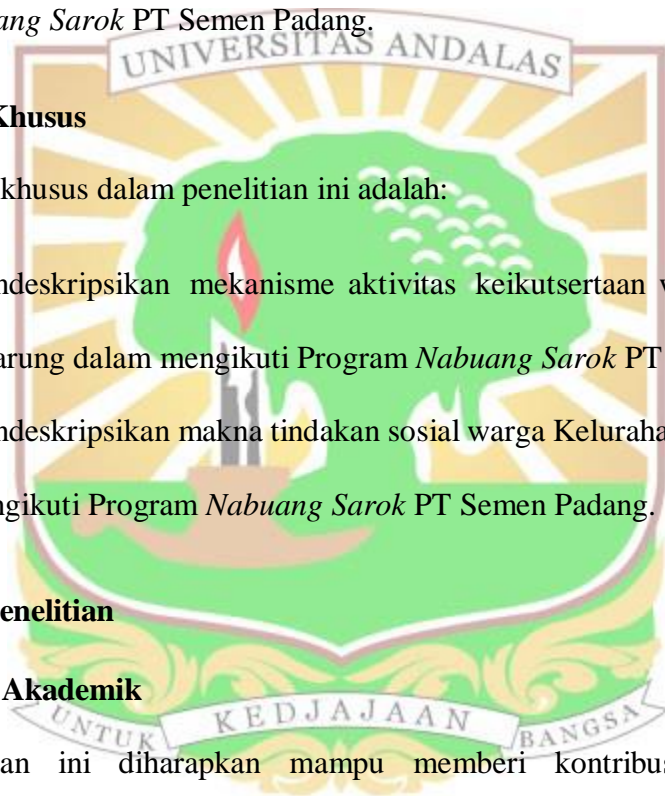 ang Sarok PT Semen Padang.
UNIVERSITAS ANDALAS
Khusus
khusus dalam penelitian ini adalah:
ndeskripsikan mekanisme aktivitas keikutsertaan
arung dalam mengikuti Program Nabuang Sarok PT
ndeskripsikan makna tindakan sosial warga Keluraha
ngikuti Program Nabuang Sarok PT Semen Padang.
enelitian
Akademik
UNTUK KEDJAJAAN BANGSA
an ini diharapkan mampu memberi kontribus